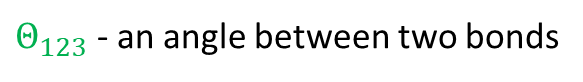 Θ₁₂₃ - an angle between two bonds